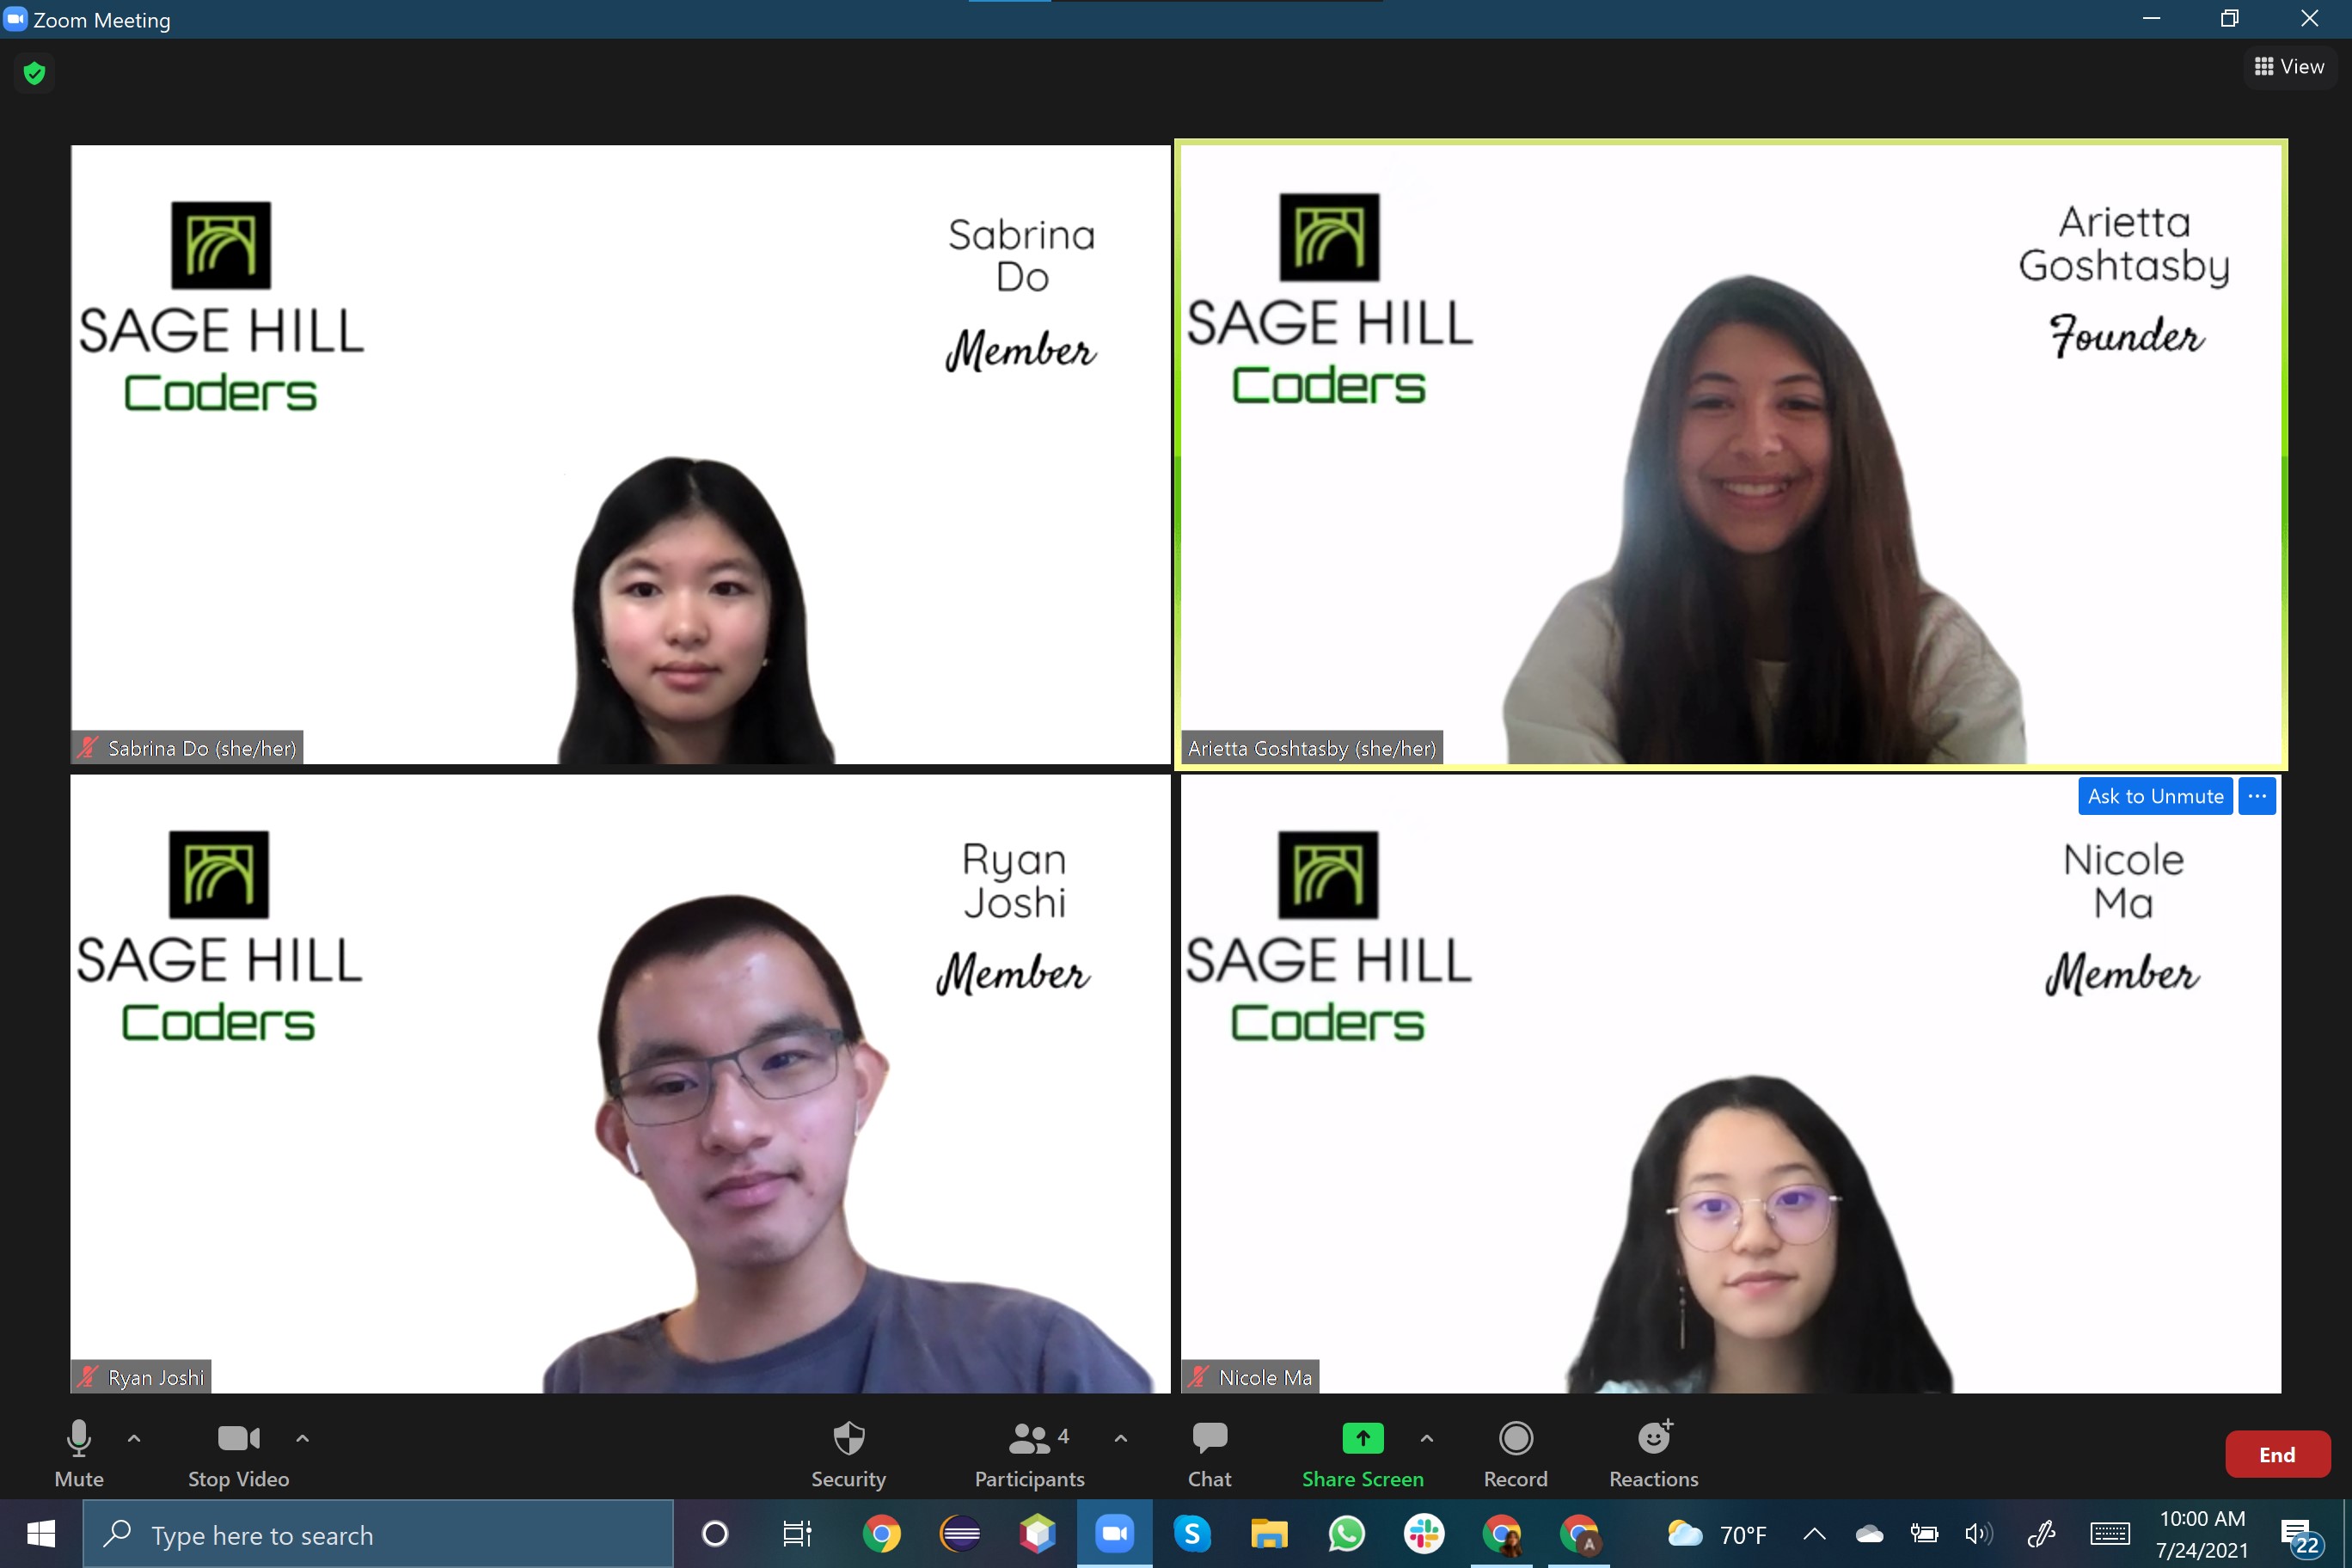 Zoom Meeting
View
SAGE HILL
Coders
Sabrina
Do
Member
Sabrina Do (she/her)
SAGE HILL
Coders
Arietta
Goshtasby
Founder
Arietta Goshtasby (she/her)
SAGE HILL
Coders
Ryan
Joshi
Member
Ryan Joshi
Ask to Unmute
SAGE HILL
Coders
Nicole
Ma
Member
Nicole Ma
Mute
Stop Video
Security
4
Participants
Chat
Share Screen
Record
Reactions
End
Type here to search
S
A
70°F
10:00 AM
7/24/2021
22